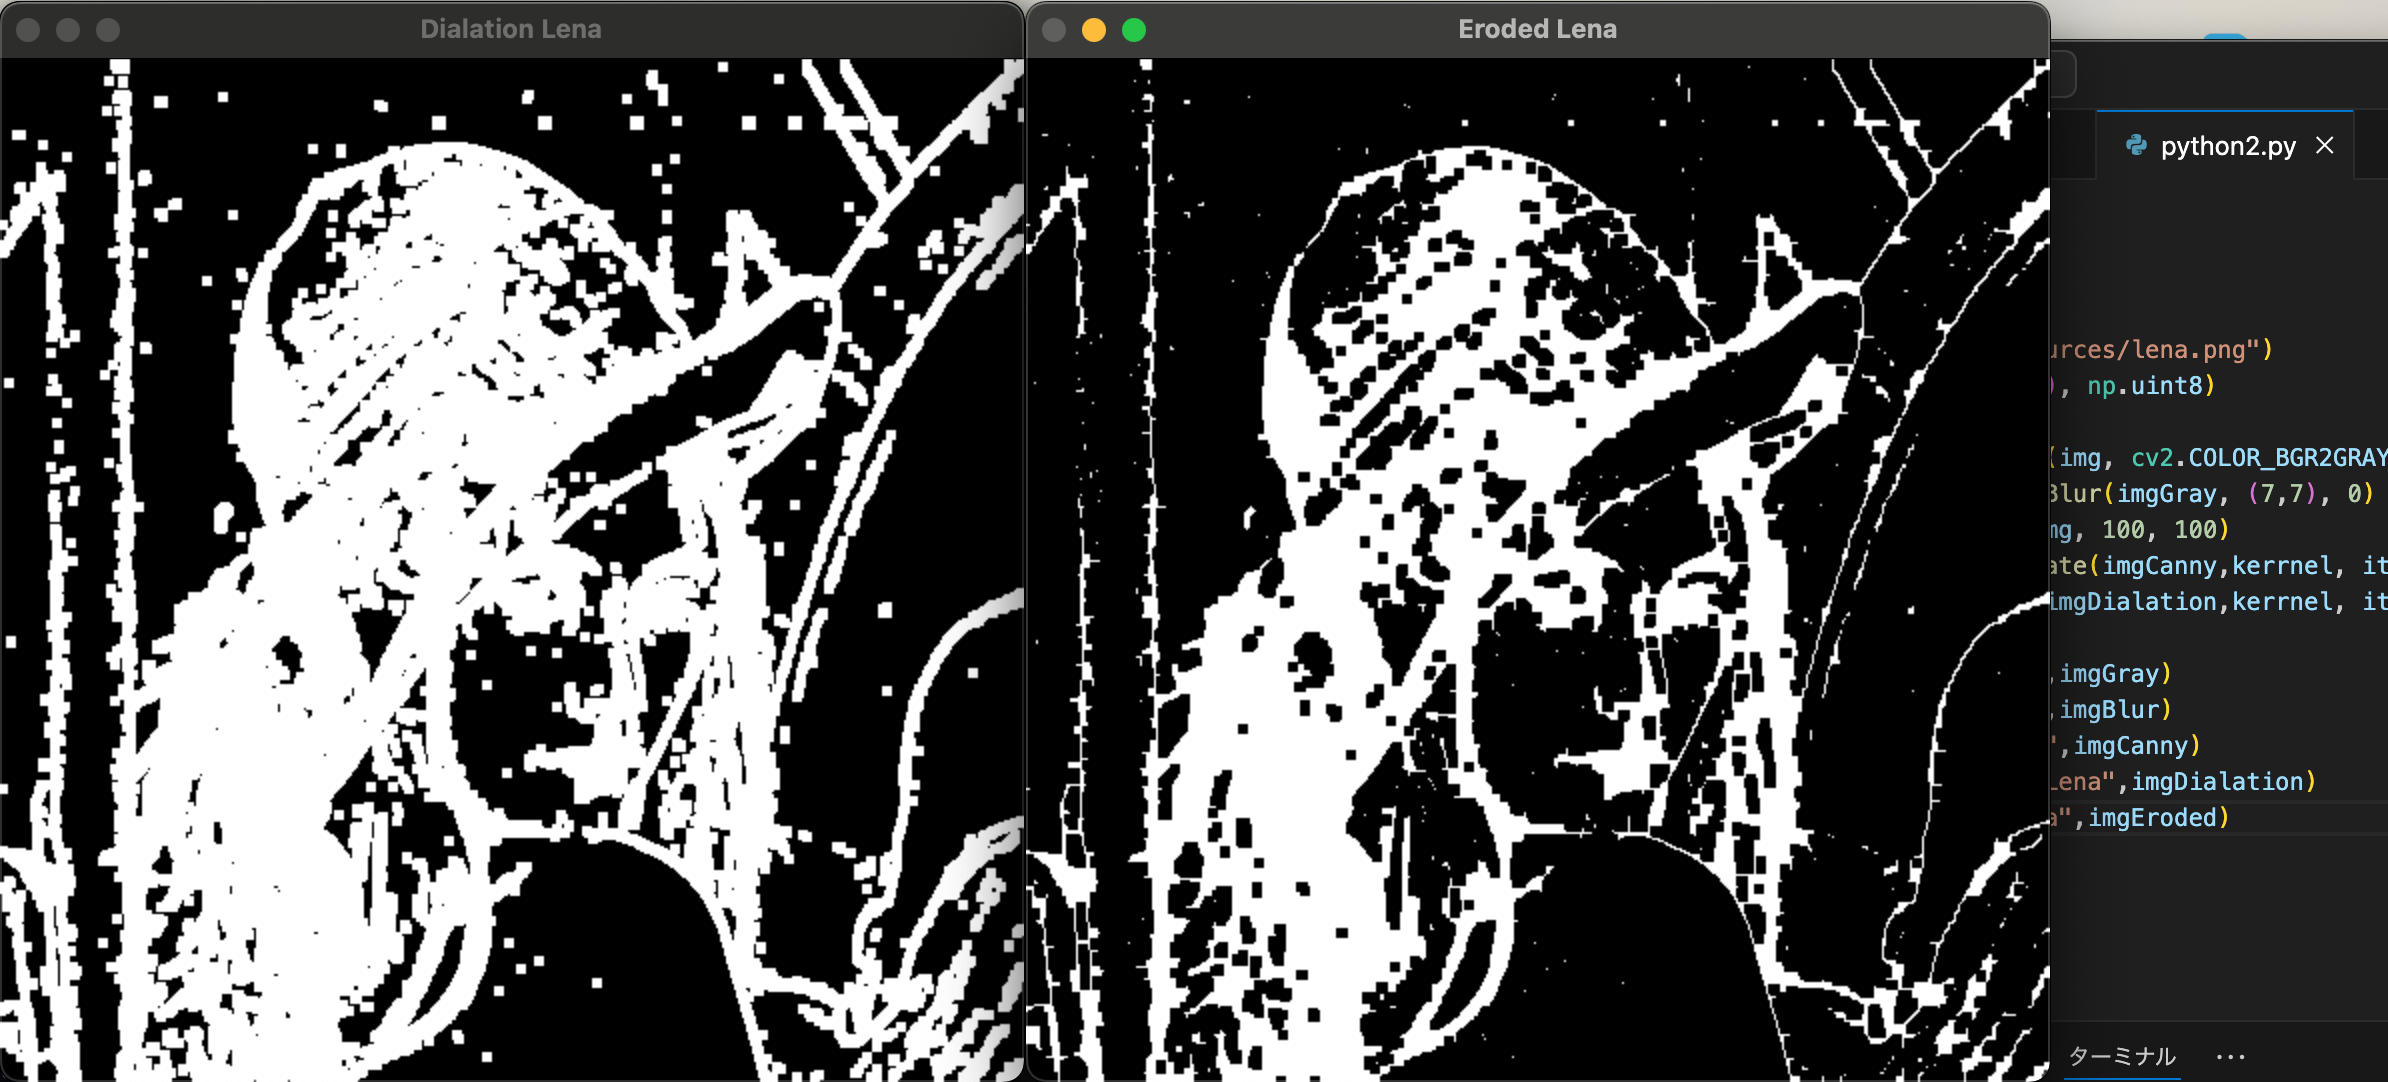 Dialation Lena
Eroded Lena
python2.py
urces/lena.png")
), np.uint8)
(img, cv2.COLOR_BGR2GRAY
Blur(imgGray, (7,7), 0)
mg, 100, 100)
ate(imgCanny,kerrnel, it
imgDialation,kerrnel, it
,imgGray)
,imgBlur)
",imgCanny)
Lena",imgDialation)
a",imgEroded)
ターミナル